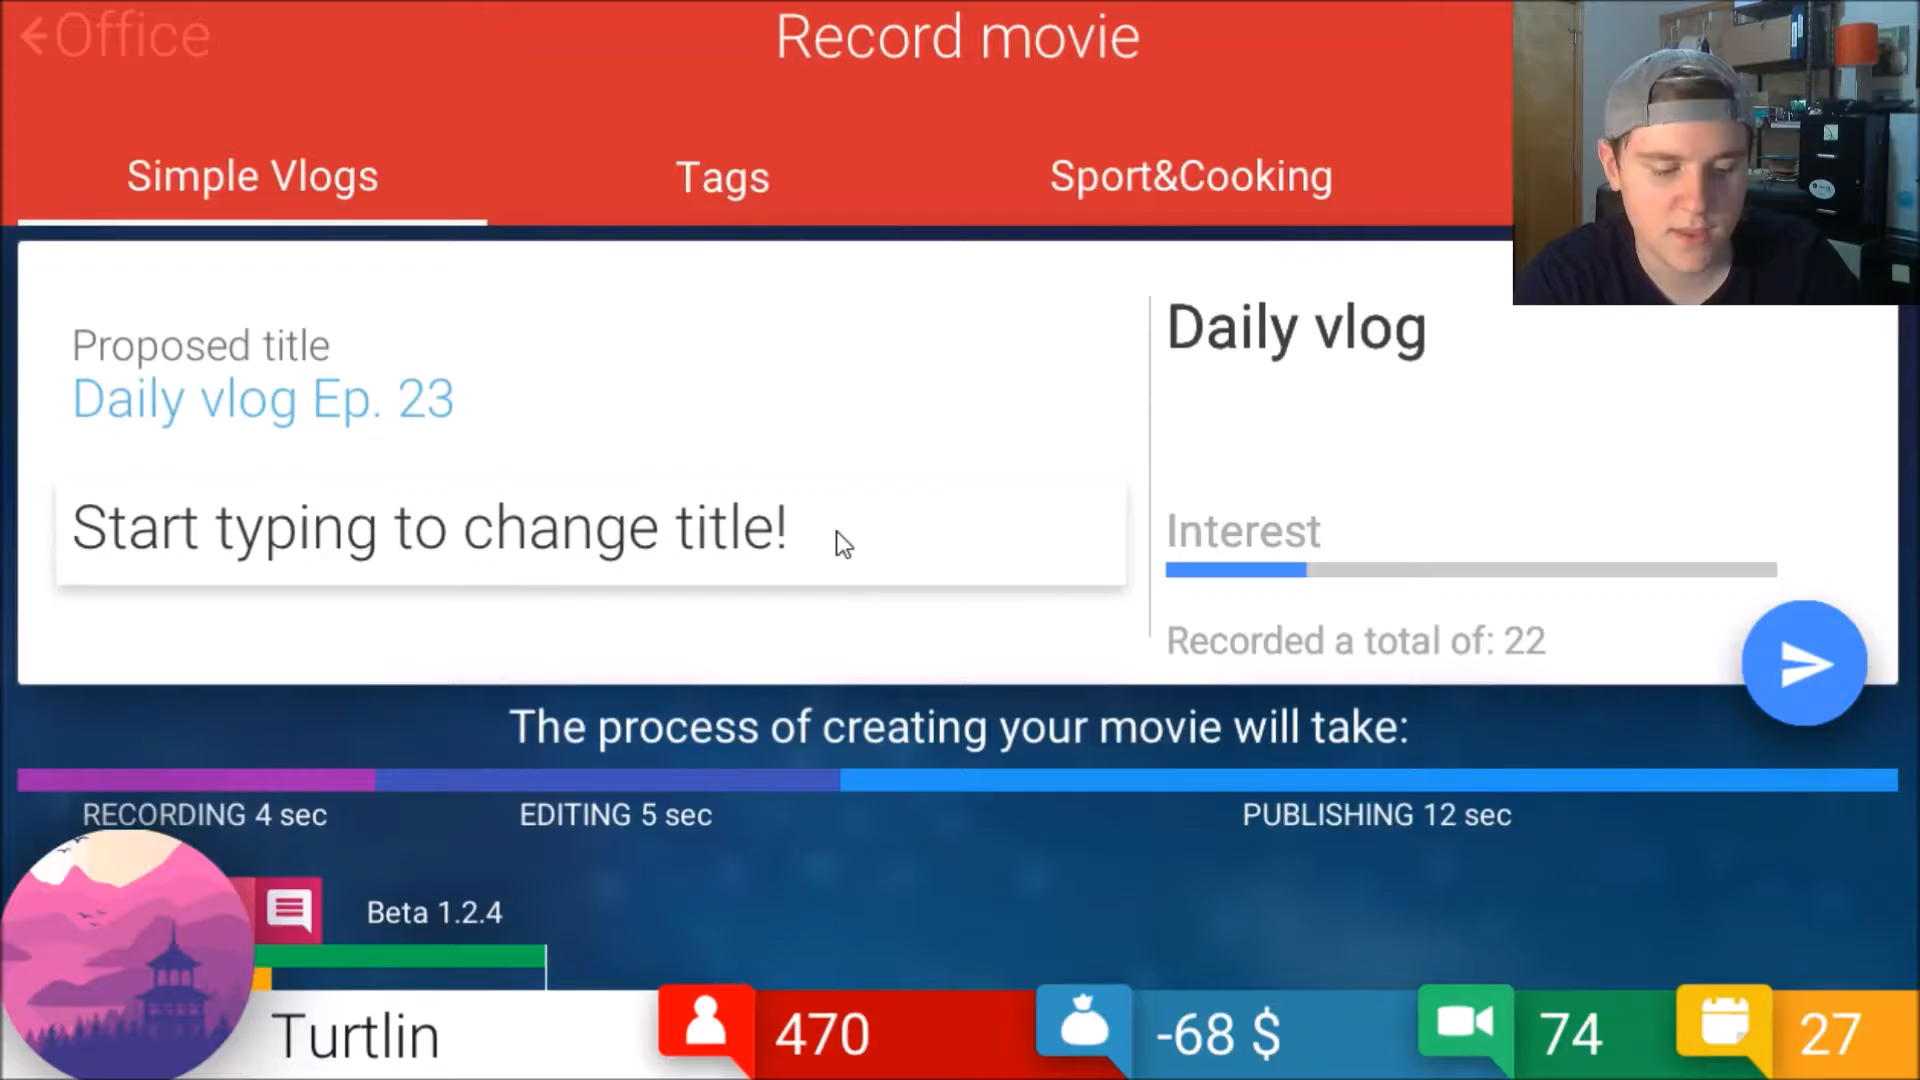 Office
Record movie
Simple Vlogs
Tags
Sport&Cooking
Proposed title
Daily vlog Ep. 23
Start typing to change title!
Daily vlog
Interest
Recorded a total of: 22
The process of creating your movie will take:
RECORDING 4 sec
EDITING 5 sec
PUBLISHING 12 sec
Beta 1.2.4
Turtlin
470
-68 $
74
27